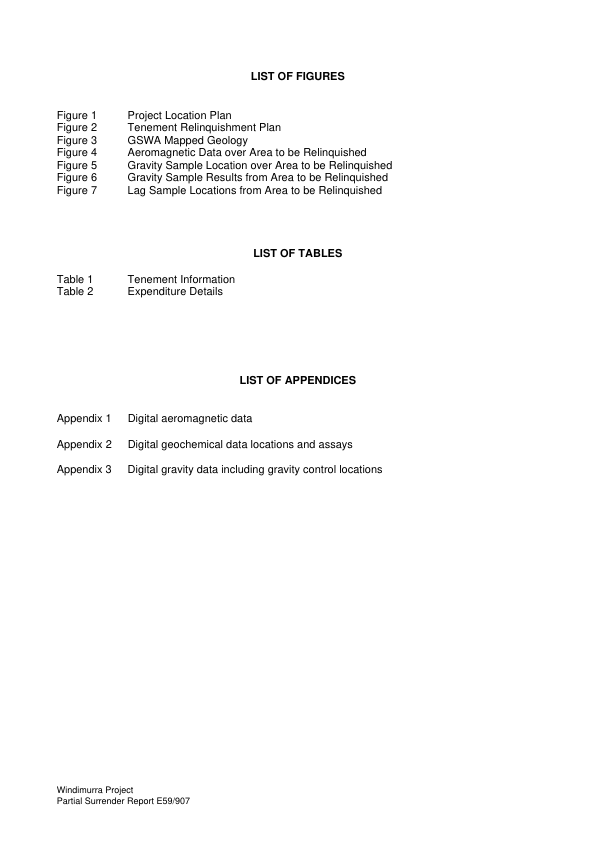 LIST OF FIGURES
Figure 1 Project Location Plan
Figure 2 Tenement Relinquishment Plan
Figure 3 GSWA Mapped Geology
Figure 4 Aeromagnetic Data over Area to be Relinquished
Figure 5 Gravity Sample Location over Area to be Relinquished
Figure 6 Gravity Sample Results from Area to be Relinquished
Figure 7 Lag Sample Locations from Area to be Relinquished
LIST OF TABLES
Table 1 Tenement Information
Table 2 Expenditure Details
LIST OF APPENDICES
Appendix 1 Digital aeromagnetic data
Appendix 2 Digital geochemical data locations and assays
Appendix 3 Digital gravity data including gravity control locations
Windimurra Project
Partial Surrender Report E59/907